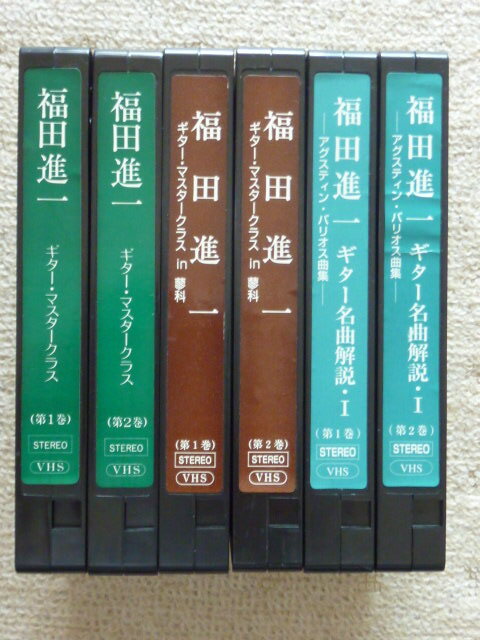 福田進一
ギター・マスタークラス
(第1巻)
STEREO
VHS
福田進一
ギター・マスタークラス
(第2巻)
STEREO
VHS
福田進一
ギター・マスタークラス in 蓼科
(第1巻)
STEREO
VHS
福田進一
ギター・マスタークラス in 蓼科
(第2巻)
STEREO
VHS
福田進一 ギター名曲解説・I
―アグスティン・バリオス曲集―
(第1巻)
STEREO
VHS
福田進一 ギター名曲解説・I
―アグスティン・バリオス曲集―
(第2巻)
STEREO
VHS